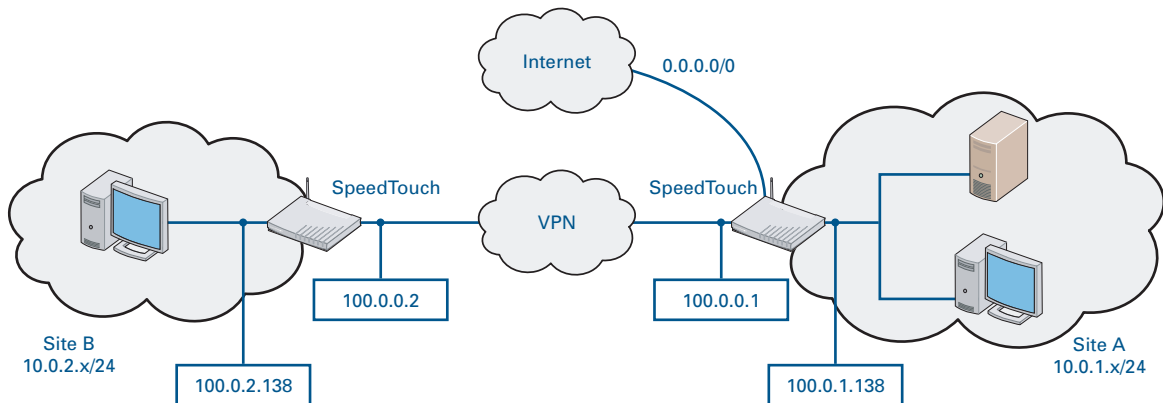 Internet
0.0.0.0/0
SpeedTouch
SpeedTouch
VPN
100.0.0.2
100.0.0.1
Site B
10.0.2.x/24
Site A
10.0.1.x/24
100.0.2.138
100.0.1.138